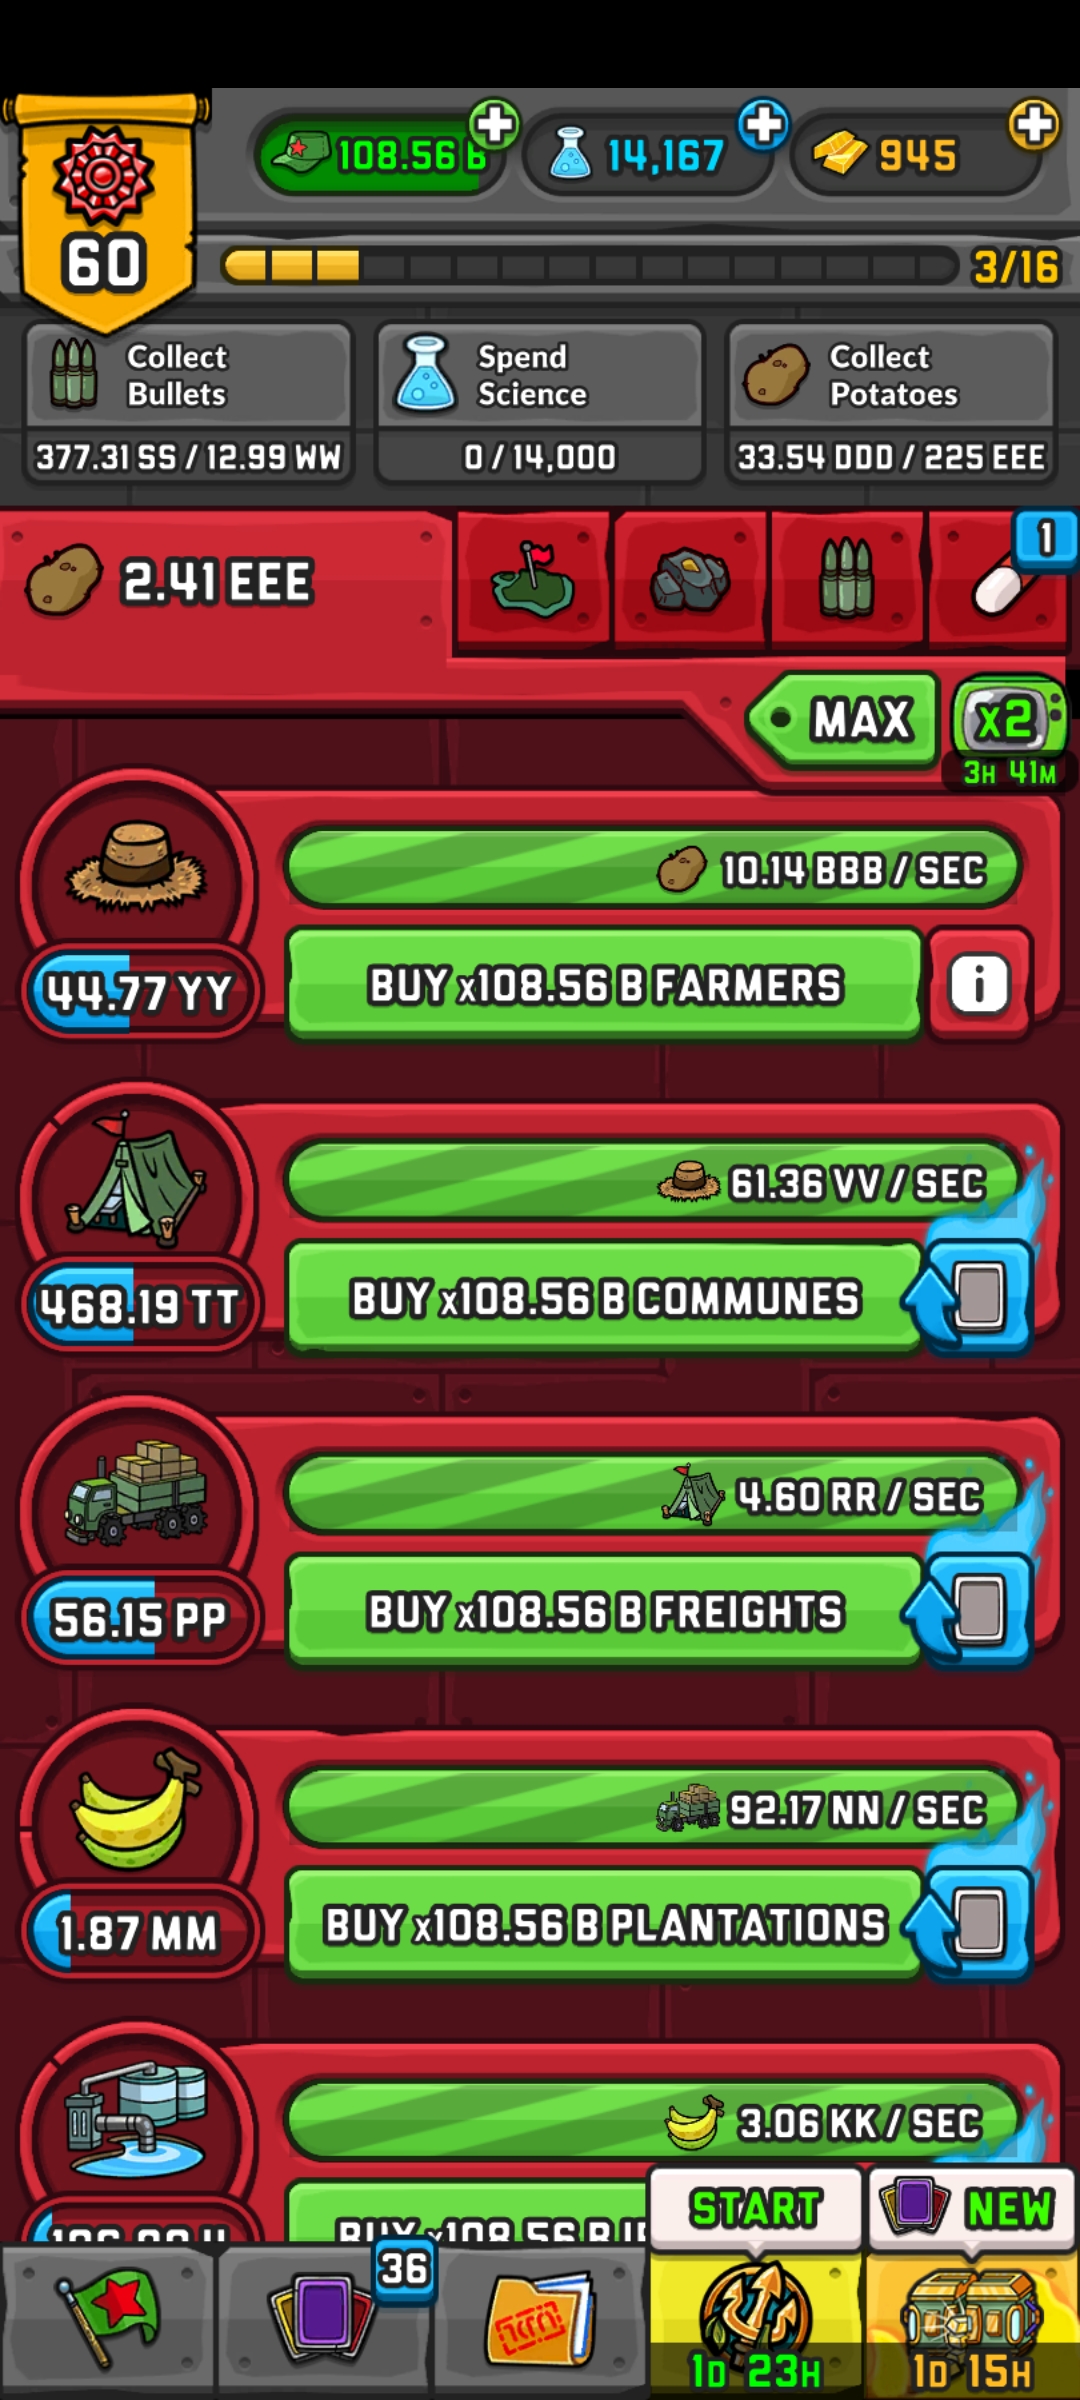 108.56 B
14,167
945
60
3/16
Collect
Bullets
Spend
Science
Collect
Potatoes
377.31 SS / 12.99 WW
0 / 14,000
33.54 DDD / 225 EEE
2.41 EEE
1
MAX
x2
3H 41M
10.14 BBB / SEC
44.77 YY
BUY x108.56 B FARMERS
i
61.36 VV / SEC
468.19 TT
BUY x108.56 B COMMUNES
4.60 RR / SEC
56.15 PP
BUY x108.56 B FREIGHTS
92.17 NN / SEC
1.87 MM
BUY x108.56 B PLANTATIONS
3.06 KK / SEC
BUY x108.56 B
START
NEW
36
1D 23H
1D 15H